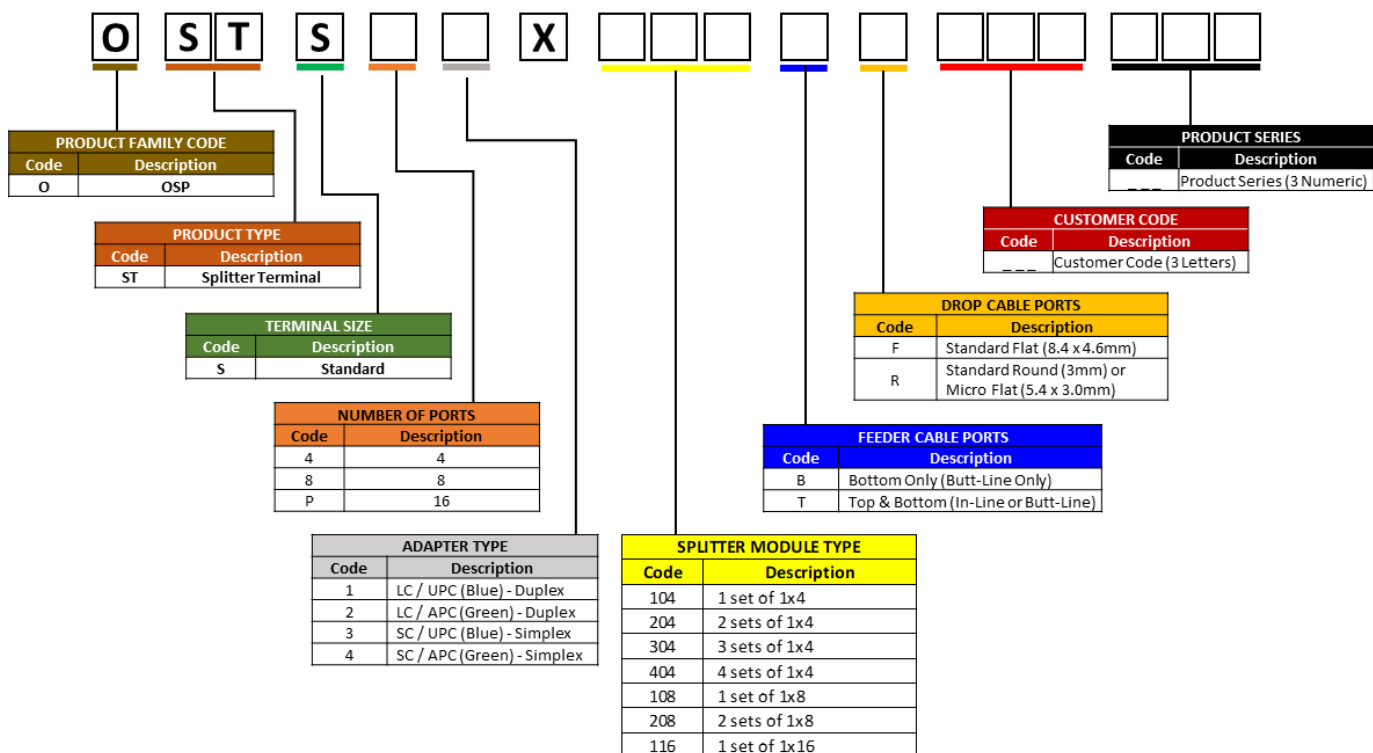 O S T S X
PRODUCT FAMILY CODE
Code Description
O OSP
PRODUCT TYPE
Code Description
ST Splitter Terminal
TERMINAL SIZE
Code Description
S Standard
NUMBER OF PORTS
Code Description
4 4
8 8
P 16
ADAPTER TYPE
Code Description
1 LC / UPC (Blue) - Duplex
2 LC / APC (Green) - Duplex
3 SC / UPC (Blue) - Simplex
4 SC / APC (Green) - Simplex
SPLITTER MODULE TYPE
Code Description
104 1 set of 1x4
204 2 sets of 1x4
304 3 sets of 1x4
404 4 sets of 1x4
108 1 set of 1x8
208 2 sets of 1x8
116 1 set of 1x16
FEEDER CABLE PORTS
Code Description
B Bottom Only (Butt-Line Only)
T Top & Bottom (In-Line or Butt-Line)
DROP CABLE PORTS
Code Description
F Standard Flat (8.4 x 4.6mm)
R Standard Round (3mm) or
Micro Flat (5.4 x 3.0mm)
CUSTOMER CODE
Code Description
_ _ _ Customer Code (3 Letters)
PRODUCT SERIES
Code Description
_ _ _ Product Series (3 Numeric)